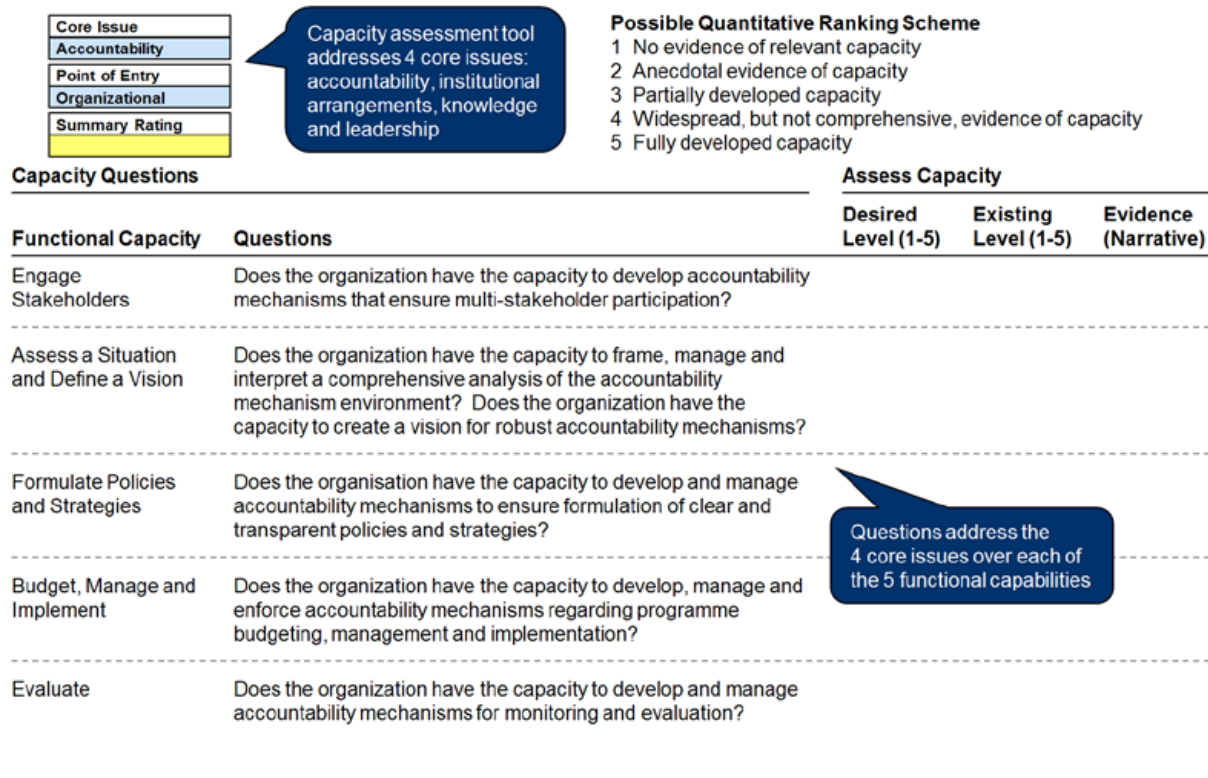 Core Issue
Accountability
Point of Entry
Organizational
Summary Rating
Capacity assessment tool
addresses 4 core issues:
accountability, institutional
arrangements, knowledge
and leadership
Possible Quantitative Ranking Scheme
1 No evidence of relevant capacity
2 Anecdotal evidence of capacity
3 Partially developed capacity
4 Widespread, but not comprehensive, evidence of capacity
5 Fully developed capacity
Capacity Questions
Assess Capacity
Functional Capacity
Questions
Desired
Level (1-5)
Existing
Level (1-5)
Evidence
(Narrative)
Engage
Stakeholders
Does the organization have the capacity to develop accountability
mechanisms that ensure multi-stakeholder participation?
Assess a Situation
and Define a Vision
Does the organization have the capacity to frame, manage and
interpret a comprehensive analysis of the accountability
mechanism environment? Does the organization have the
capacity to create a vision for robust accountability mechanisms?
Formulate Policies
and Strategies
Does the organisation have the capacity to develop and manage
accountability mechanisms to ensure formulation of clear and
transparent policies and strategies?
Questions address the
4 core issues over each of
the 5 functional capabilities
Budget, Manage and
Implement
Does the organization have the capacity to develop, manage and
enforce accountability mechanisms regarding programme
budgeting, management and implementation?
Evaluate
Does the organization have the capacity to develop and manage
accountability mechanisms for monitoring and evaluation?